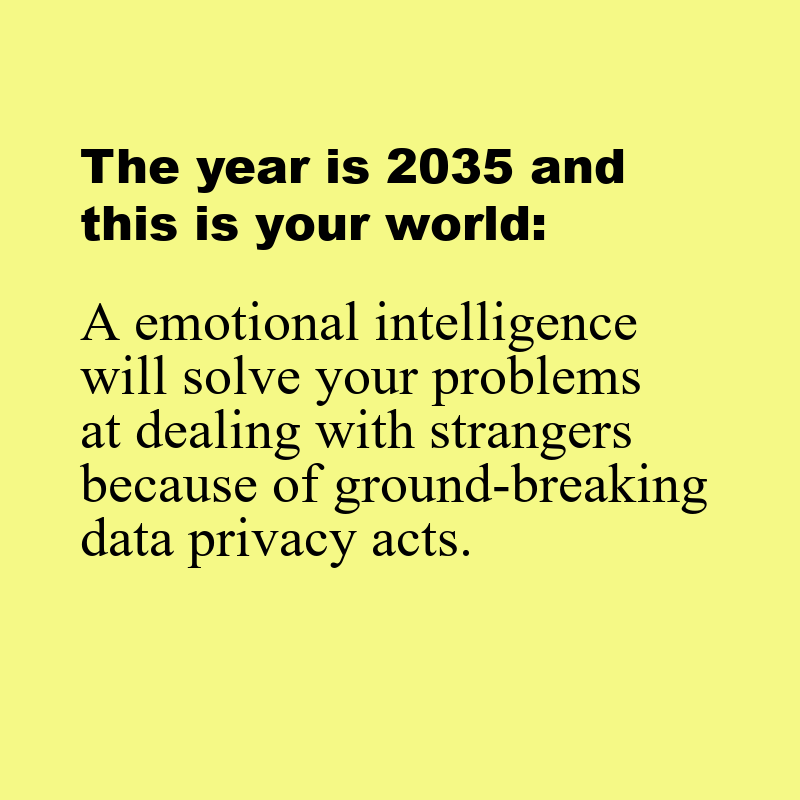 The year is 2035 and
this is your world:
A emotional intelligence
will solve your problems
at dealing with strangers
because of ground-breaking
data privacy acts.